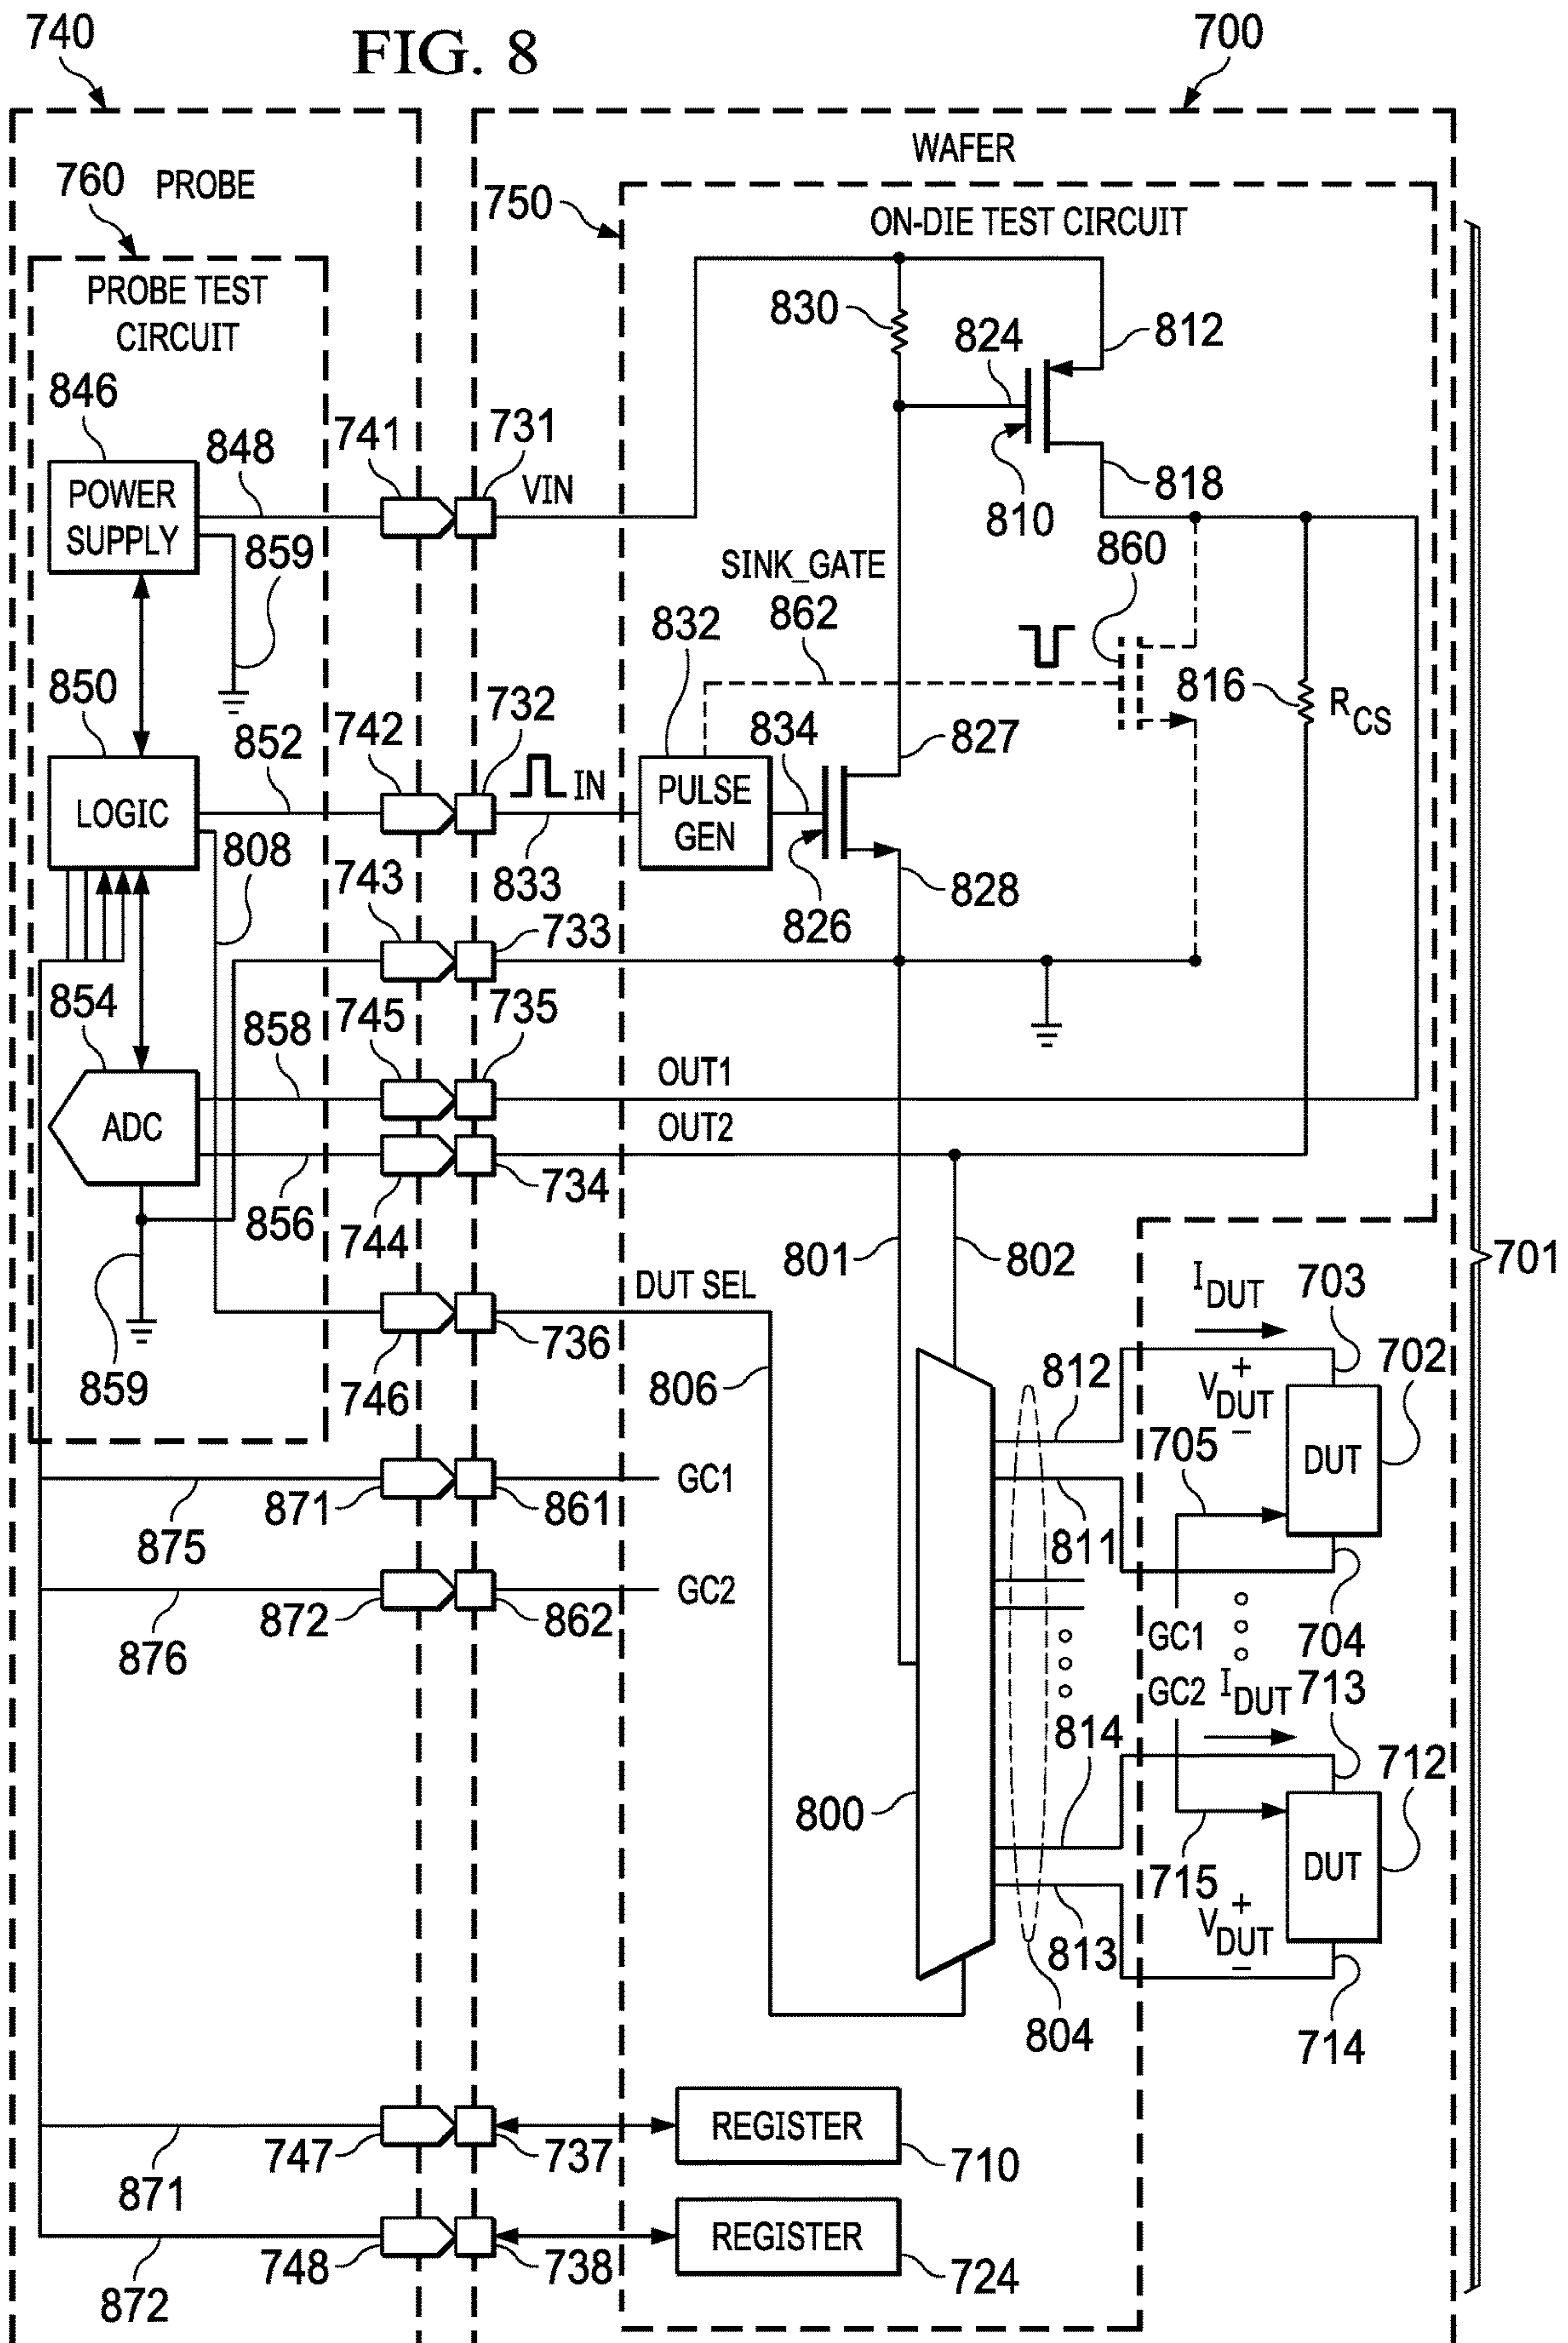 740
FIG. 8
700
WAFER
760 PROBE
750
ON-DIE TEST CIRCUIT
PROBE TEST
CIRCUIT
830
824
812
846
848
741
731
VIN
POWER
SUPPLY
859
818
810
860
SINK_GATE
862
832
850
852
742
732
834
827
816
R CS
IN
LOGIC
PULSE
GEN
808
743
833
826
828
733
854
858
745
735
OUT1
ADC
OUT2
856
744
734
801
802
701
I DUT
703
DUT SEL
859
746
736
806
812
V DUT
+
−
702
705
DUT
875
871
861
GC1
811
876
872
862
GC2
GC1
704
GC2
I DUT
713
814
800
712
715
DUT
V DUT
+
−
813
804
714
871
747
737
REGISTER
710
872
748
738
REGISTER
724